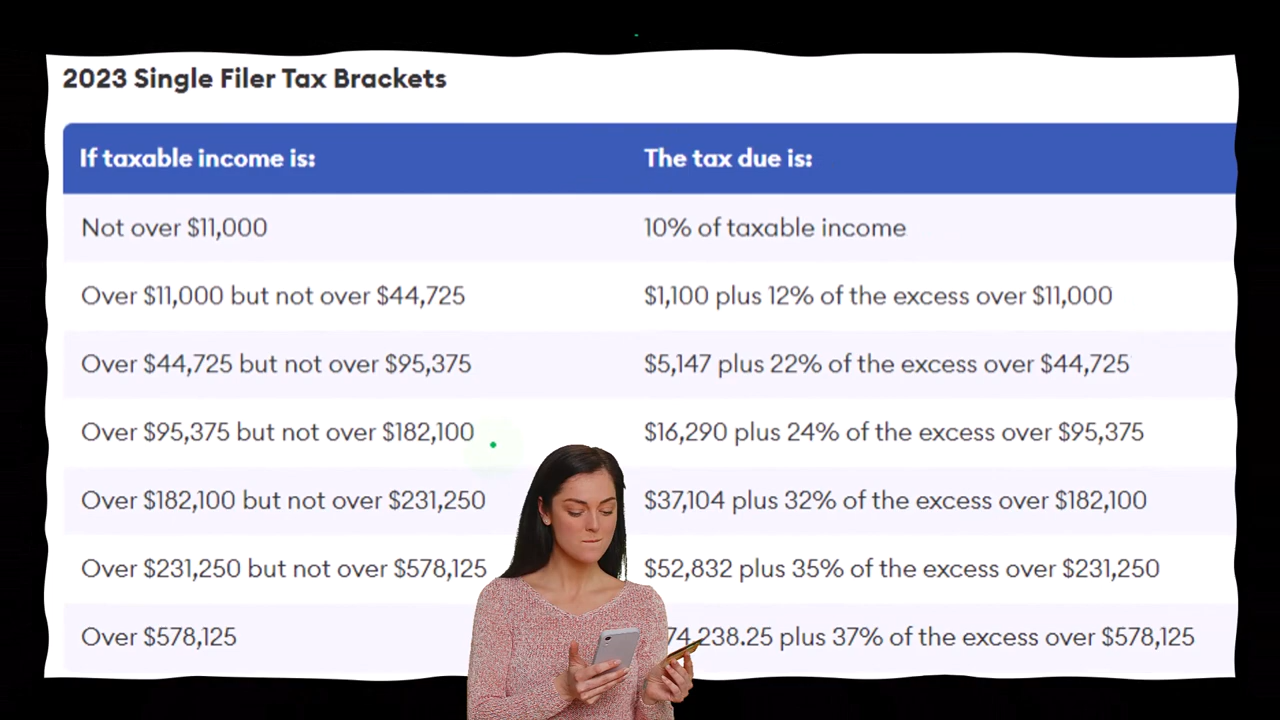 2023 Single Filer Tax Brackets
If taxable income is: The tax due is:
Not over $11,000 10% of taxable income
Over $11,000 but not over $44,725 $1,100 plus 12% of the excess over $11,000
Over $44,725 but not over $95,375 $5,147 plus 22% of the excess over $44,725
Over $95,375 but not over $182,100 $16,290 plus 24% of the excess over $95,375
Over $182,100 but not over $231,250 $37,104 plus 32% of the excess over $182,100
Over $231,250 but not over $578,125 $52,832 plus 35% of the excess over $231,250
Over $578,125 plus 37% of the excess over $578,125